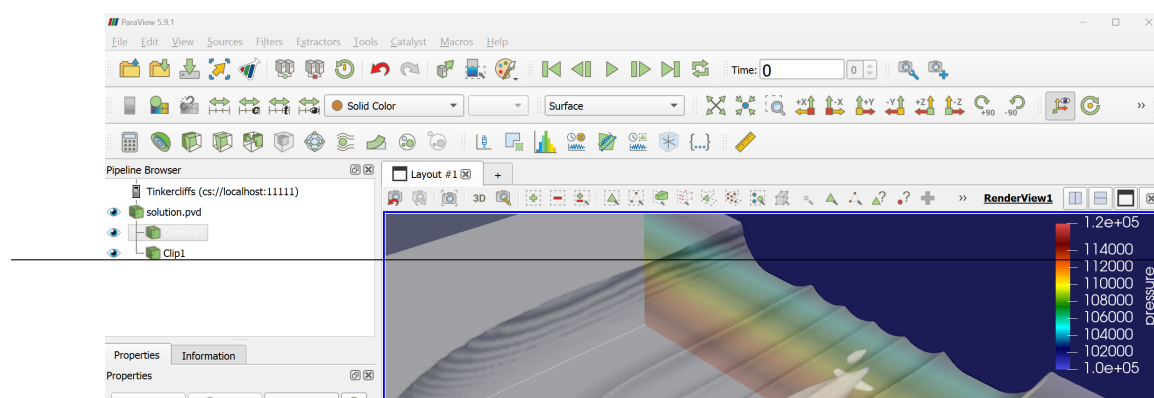 ParaView 5.9.1
File Edit View Sources Filters Extractors Tools Catalyst Macros Help
Time: 0 0
Solid Color Surface +X -X +Y -Y +Z -Z +90 -90 »
{...}
Pipeline Browser
Layout #1 +
Tinkercliffs (cs://localhost:11111)
3D » RenderView1
solution.pvd
Clip1
1.2e+05
114000
112000
110000
108000
106000
104000
102000
1.0e+05
pressure
Properties Information
Properties